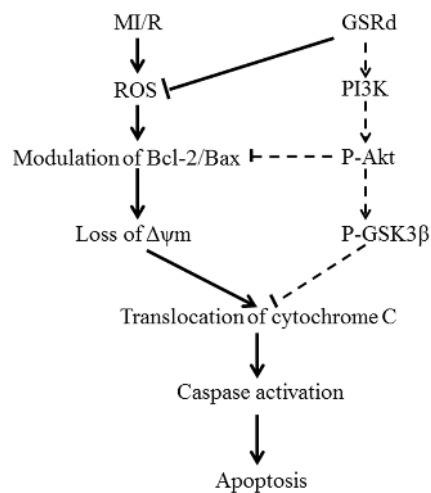 MI/R GSRd
ROS PI3K
Modulation of Bcl-2/Bax P-Akt
Loss of Δψm P-GSK3β
Translocation of cytochrome C
Caspase activation
Apoptosis